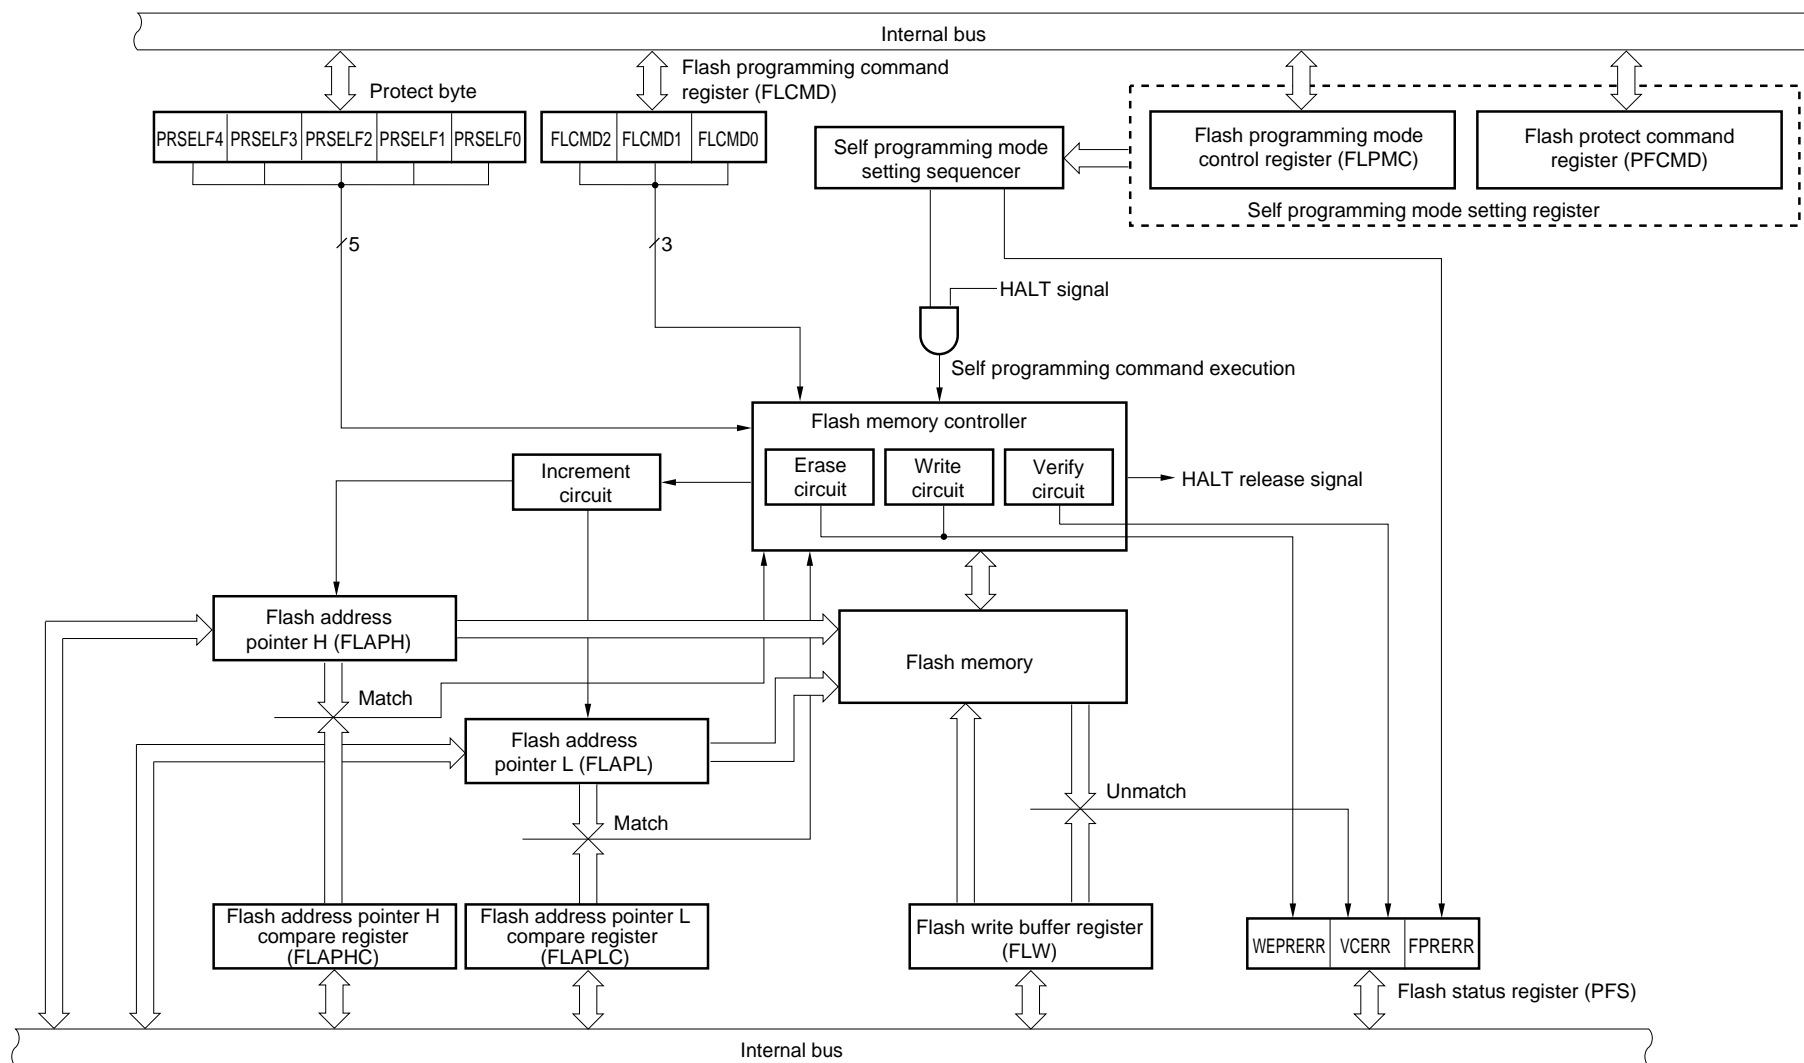 Internal bus
Protect byte
Flash programming command
register (FLCMD)
PRSELF4 PRSELF3 PRSELF2 PRSELF1 PRSELF0
FLCMD2 FLCMD1 FLCMD0
Self programming mode
setting sequencer
Flash programming mode
control register (FLPMC)
Flash protect command
register (PFCMD)
Self programming mode setting register
5
3
HALT signal
Self programming command execution
Flash memory controller
Erase
circuit
Write
circuit
Verify
circuit
HALT release signal
Increment
circuit
Flash address
pointer H (FLAPH)
Flash memory
Match
Flash address
pointer L (FLAPL)
Match
Unmatch
Flash address pointer H
compare register
(FLAPHC)
Flash address pointer L
compare register
(FLAPLC)
Flash write buffer register
(FLW)
WEPRERR VCERR FPRERR
Flash status register (PFS)
Internal bus